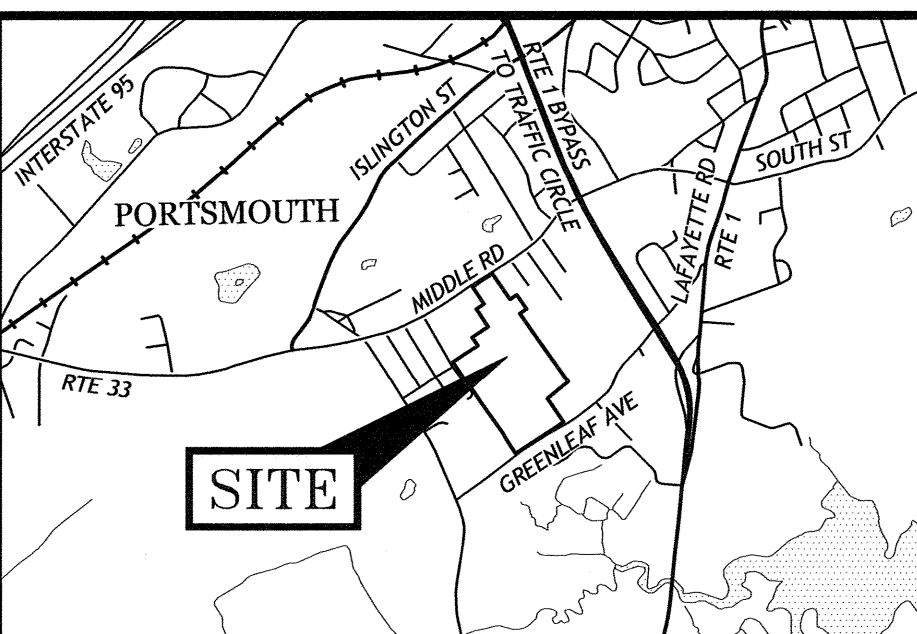 INTERSTATE 95
ISLINGTON ST
RTE 1 BYPASS
TO TRAFFIC CIRCLE
SOUTH ST
LAFAYETTE RD
RTE 1
PORTSMOUTH
MIDDLE RD
RTE 33
GREENLEAF AVE
SITE